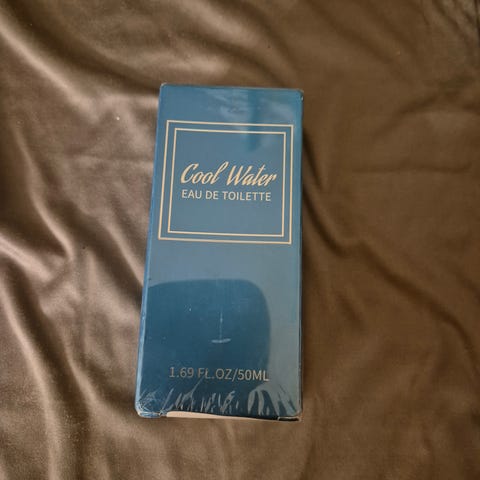 Cool Water
EAU DE TOILETTE
1.69 FL.OZ/50ML